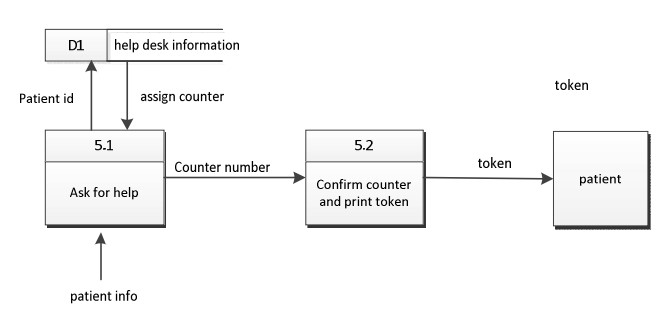 D1
help desk information
Patient id
assign counter
token
5.1
Ask for help
Counter number
5.2
Confirm counter
and print token
token
patient
patient info